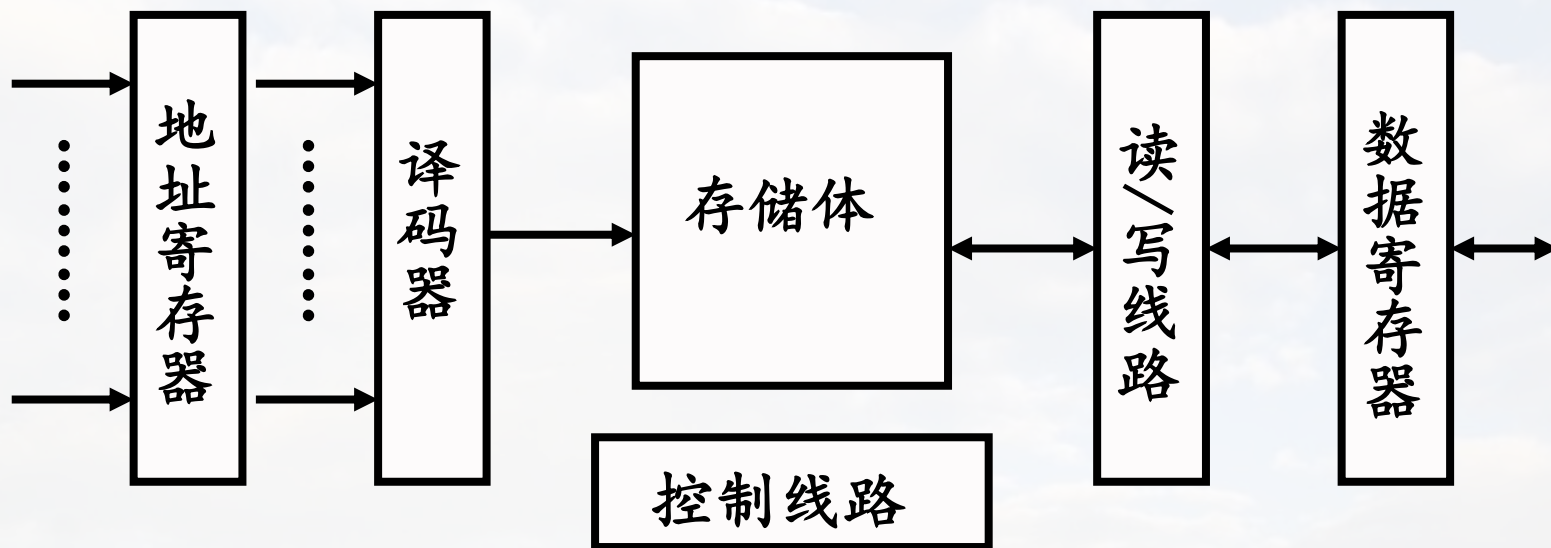 地址寄存器
译码器
存储体
读/写线路
数据寄存器
控制线路